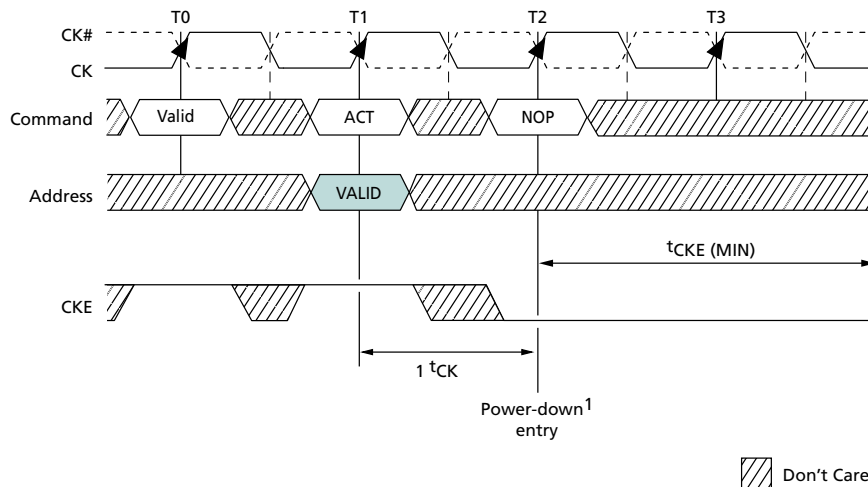 T0 T1 T2 T3
CK#
CK
Command Valid ACT NOP
Address VALID
tCKE (MIN)
CKE
1 tCK
Power-down1
entry
Don't Care